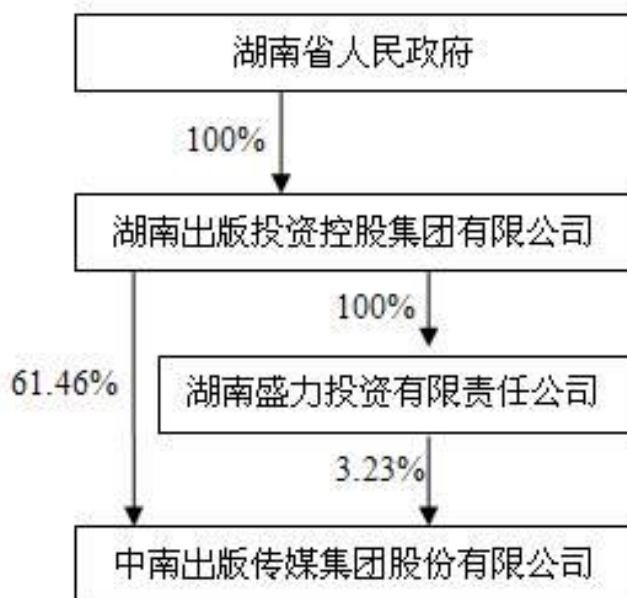 湖南省人民政府
100%
湖南出版投资控股集团有限公司
100%
61.46%
湖南盛力投资有限责任公司
3.23%
中南出版传媒集团股份有限公司